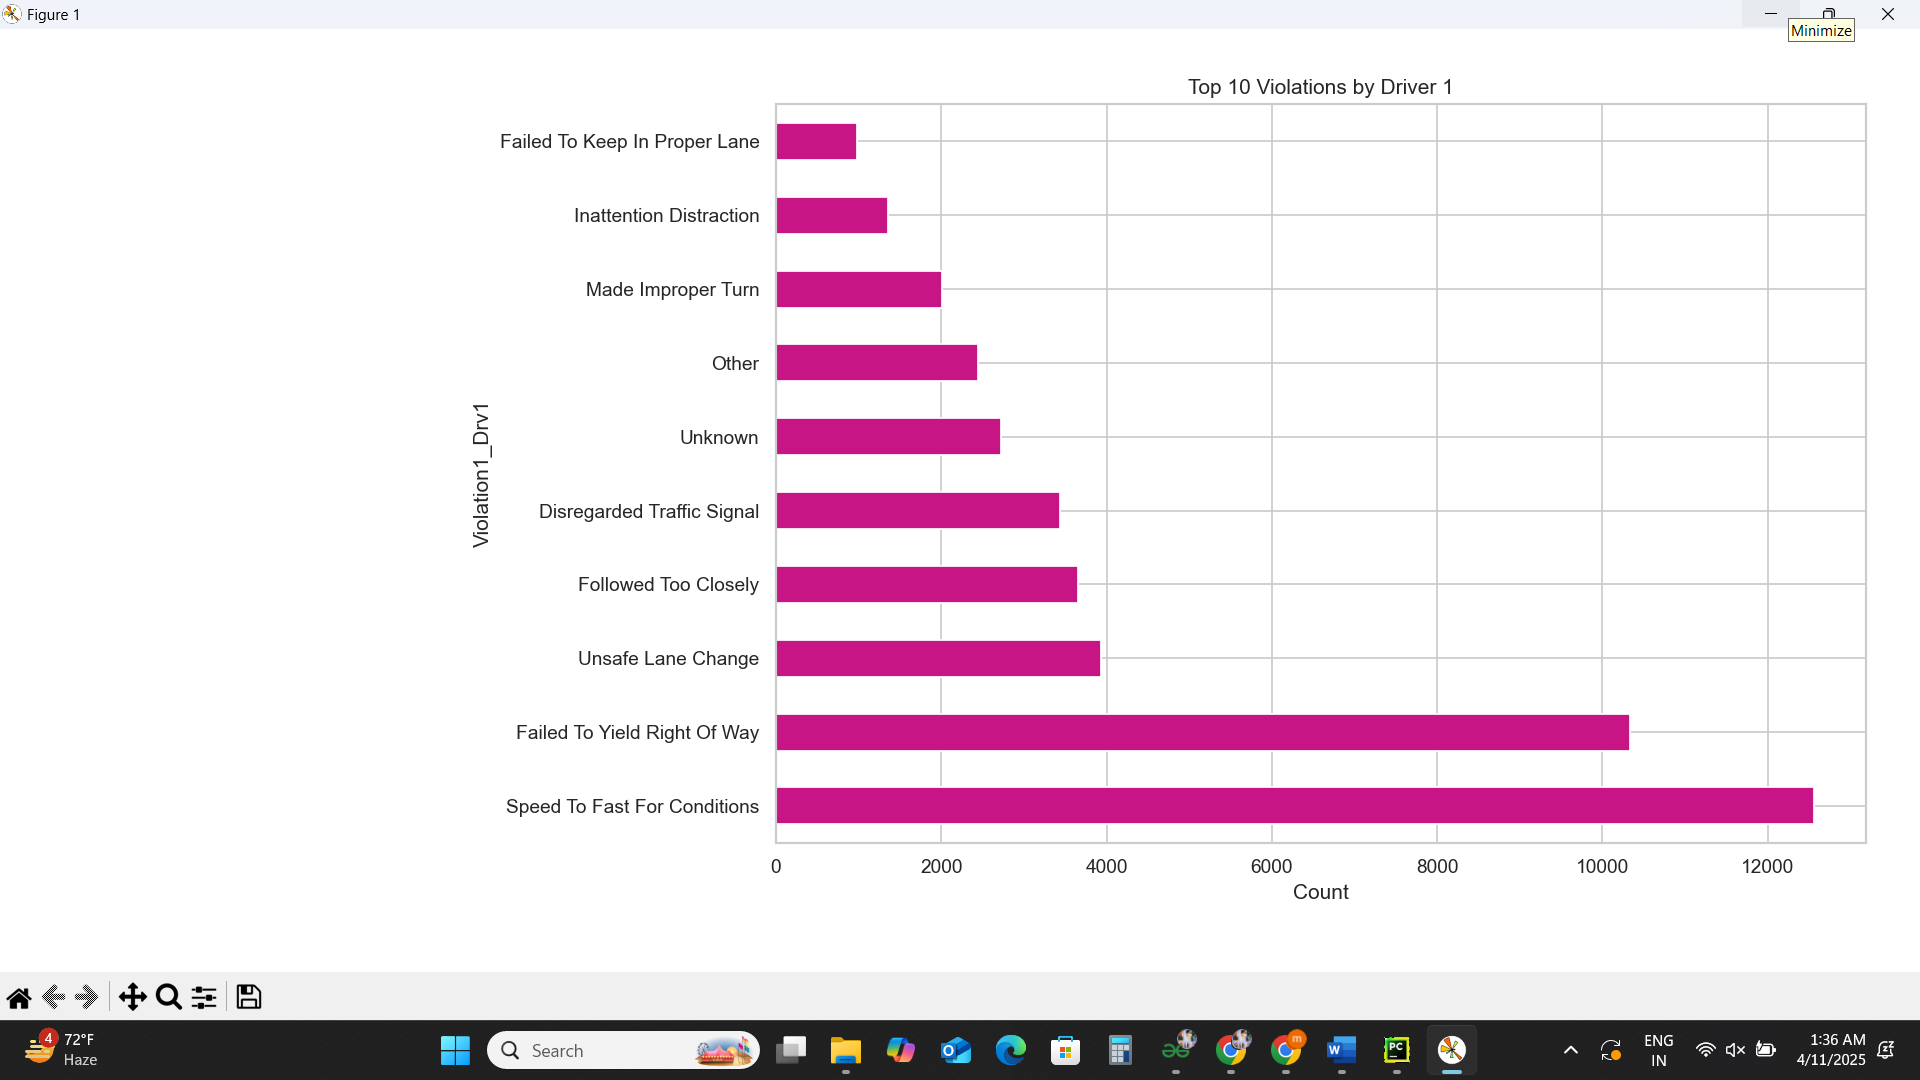 Figure 1
Minimize
Top 10 Violations by Driver 1
Failed To Keep In Proper Lane
Inattention Distraction
Made Improper Turn
Other
Unknown
Disregarded Traffic Signal
Followed Too Closely
Unsafe Lane Change
Failed To Yield Right Of Way
Speed To Fast For Conditions
Violation1_Drv1
0 2000 4000 6000 8000 10000 12000
Count
4
72°F
Haze
Search
m
PC
ENG
IN
1:36 AM
4/11/2025